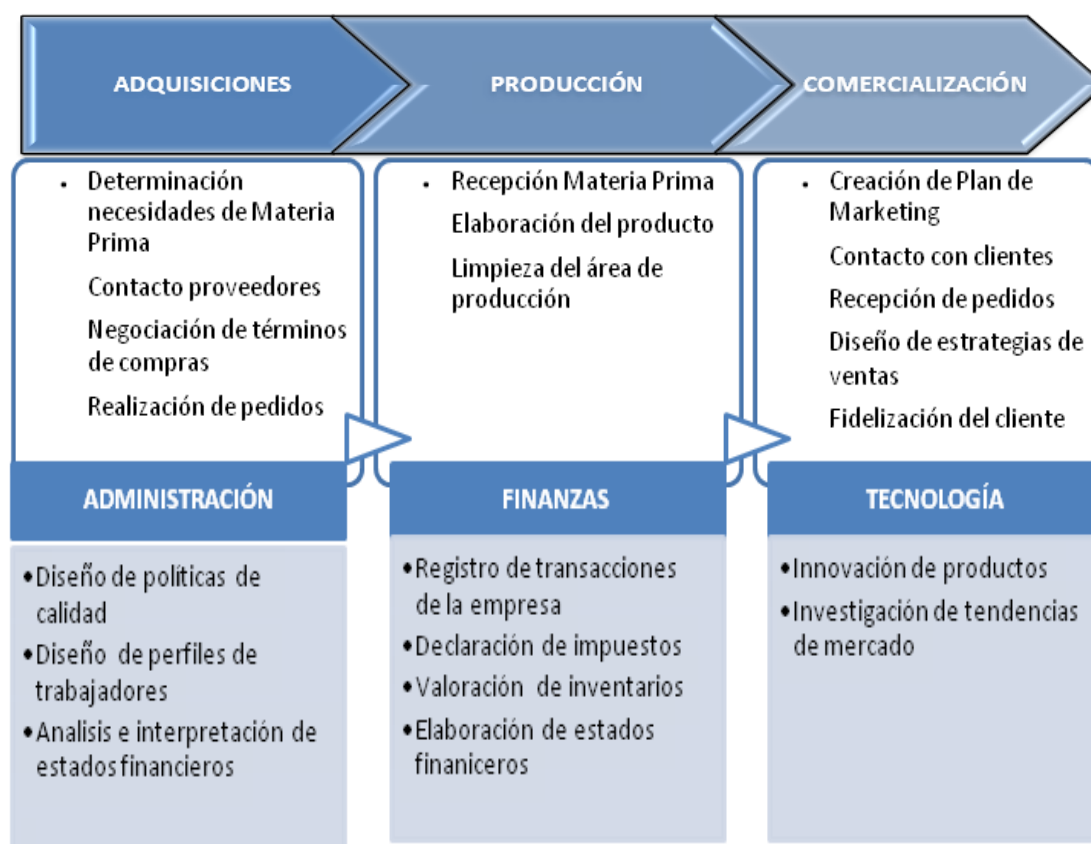 ADQUISICIONES
PRODUCCIÓN
COMERCIALIZACIÓN
• Determinación
necesidades de Materia
Prima
Contacto proveedores
Negociación de términos
de compras
Realización de pedidos
• Recepción Materia Prima
Elaboración del producto
Limpieza del área de
producción
• Creación de Plan de
Marketing
Contacto con clientes
Recepción de pedidos
Diseño de estrategias de
ventas
Fidelización del cliente
ADMINISTRACIÓN
•Diseño de políticas de
calidad
•Diseño de perfiles de
trabajadores
•Analisis e interpretación de
estados financieros
FINANZAS
•Registro de transacciones
de la empresa
•Declaración de impuestos
•Valoración de inventarios
•Elaboración de estados
finaniceros
TECNOLOGÍA
•Innovación de productos
•Investigación de tendencias
de mercado